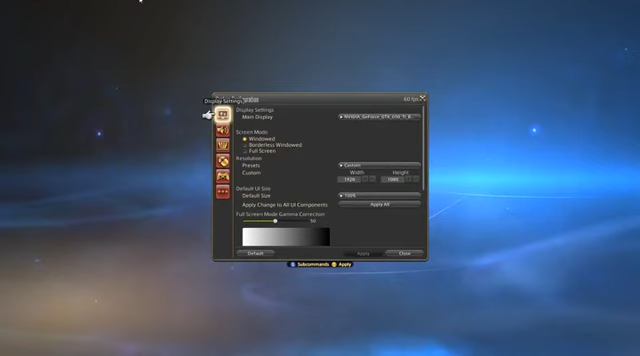 Display Settings
60 fps
Display Settings
Main Display
Screen Mode
Windowed
Borderless Windowed
Full Screen
Resolution
Presets Custom
Width Height
Custom 1920 1080
Default UI Size
Default Size 100%
Apply Change to All UI Components Apply All
Full Screen Mode Gamma Correction
50
Default Apply Close
Subcommands Apply